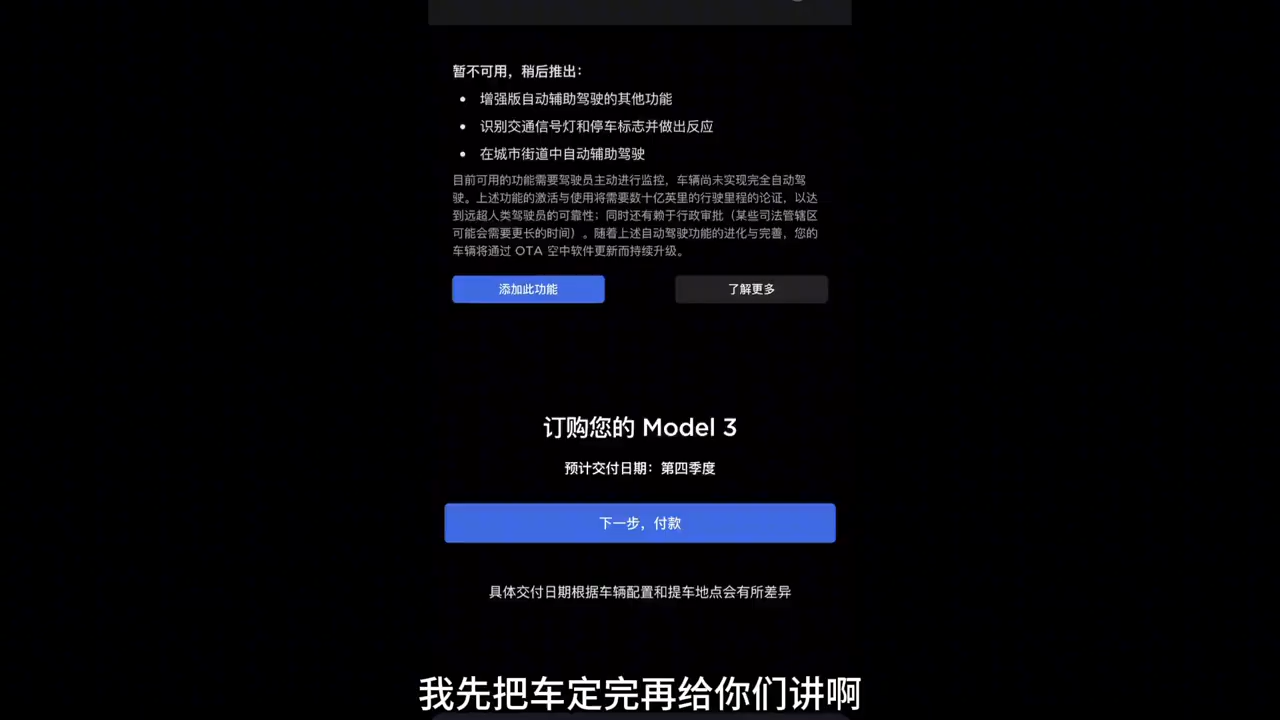 暂不可用，稍后推出：
• 增强版自动辅助驾驶的其他功能
• 识别交通信号灯和停车标志并做出反应
• 在城市街道中自动辅助驾驶
目前可用的功能需要驾驶员主动进行监控，车辆尚未实现完全自动驾
驶。上述功能的激活与使用将需要数十亿英里的行驶里程的论证，以达
到远超人类驾驶员的可靠性；同时还有赖于行政审批（某些司法管辖区
可能会需要更长的时间）。随着上述自动驾驶功能的进化与完善，您的
车辆将通过 OTA 空中软件更新而持续升级。
添加此功能
了解更多
订购您的 Model 3
预计交付日期：第四季度
下一步，付款
具体交付日期根据车辆配置和提车地点会有所差异
我先把车定完再给你们讲啊